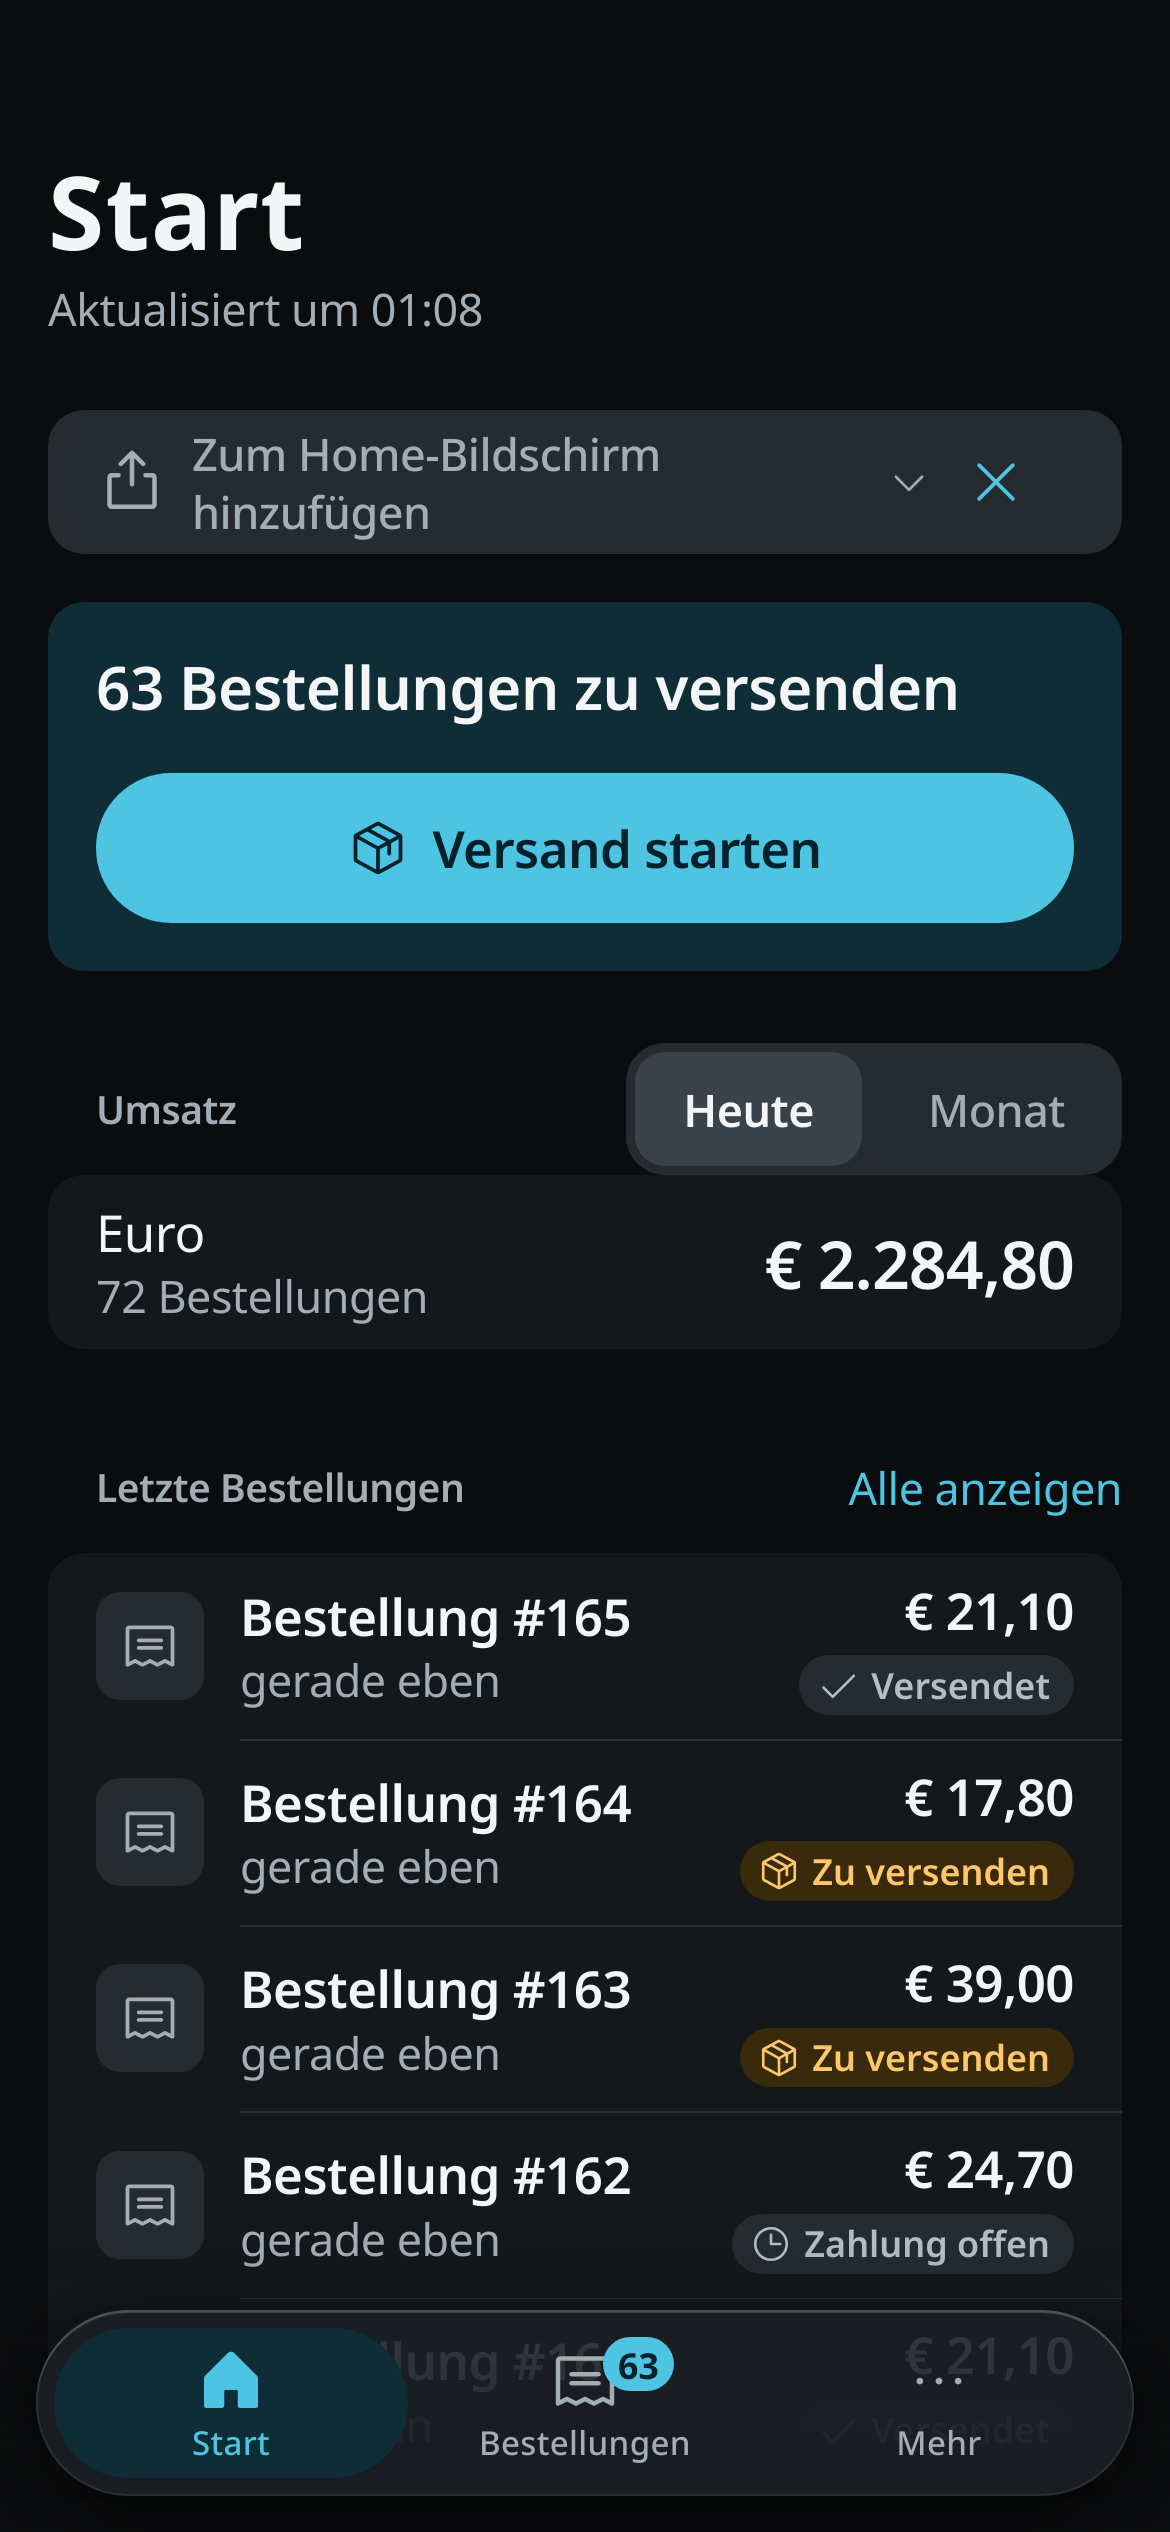 Start
Aktualisiert um 01:08
Zum Home-Bildschirm
hinzufügen
63 Bestellungen zu versenden
Versand starten
Umsatz
Heute
Monat
Euro
72 Bestellungen
€ 2.284,80
Letzte Bestellungen
Alle anzeigen
Bestellung #165
€ 21,10
gerade eben
Versendet
Bestellung #164
€ 17,80
gerade eben
Zu versenden
Bestellung #163
€ 39,00
gerade eben
Zu versenden
Bestellung #162
€ 24,70
gerade eben
Zahlung offen
€ 21,10
Versendet
63
Start
Bestellungen
Mehr